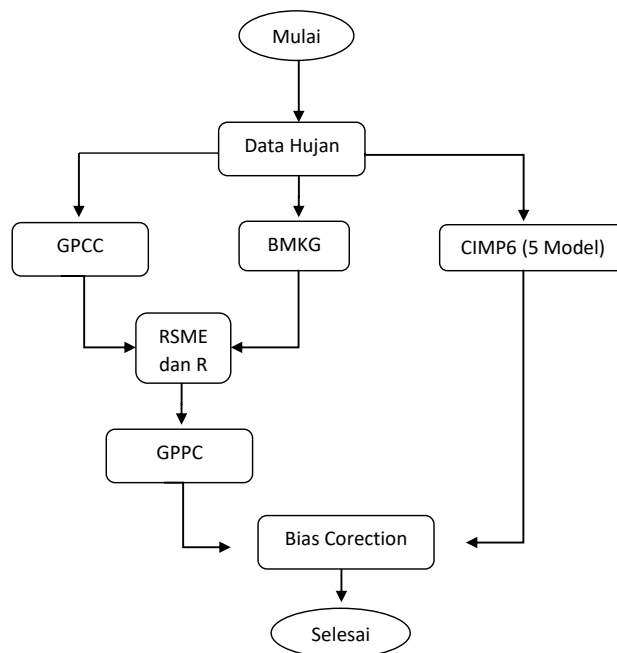 Mulai
Data Hujan
GPCC
BMKG
CIMP6 (5 Model)
RSME
dan R
GPPC
Bias Corection
Selesai